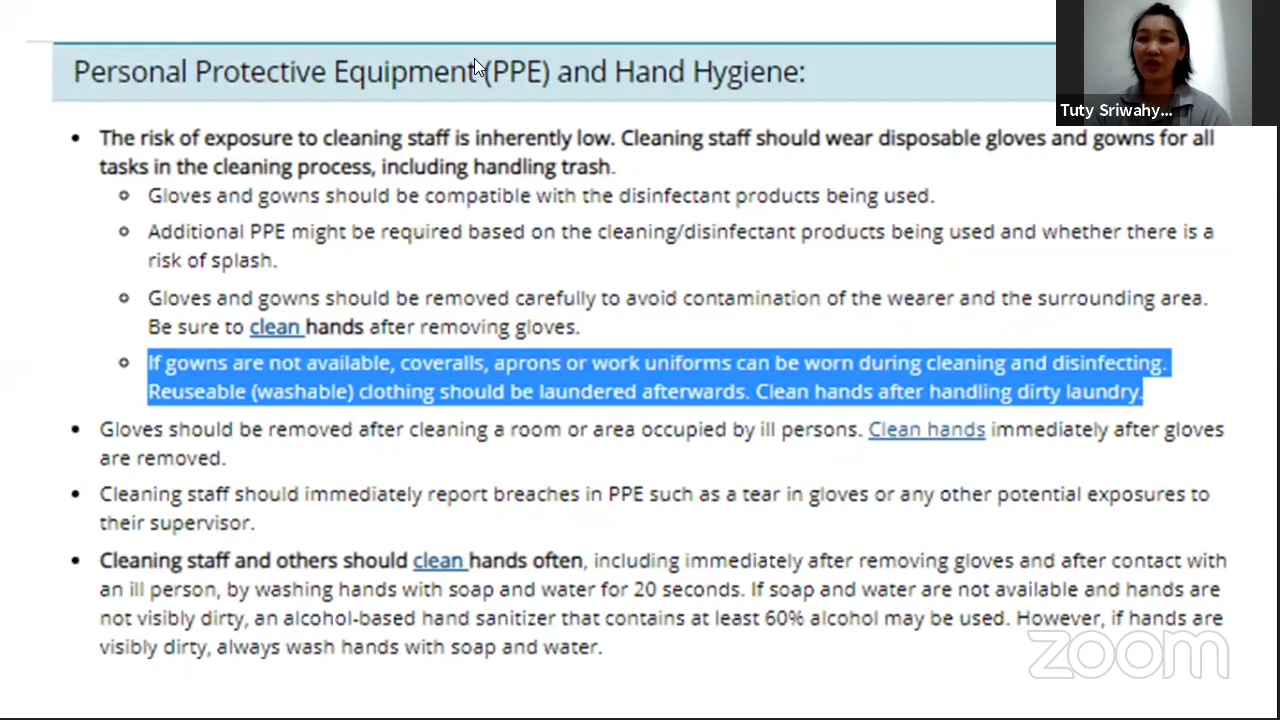 Personal Protective Equipment (PPE) and Hand Hygiene:
Tuty Sriwahy...
• The risk of exposure to cleaning staff is inherently low. Cleaning staff should wear disposable gloves and gowns for all
tasks in the cleaning process, including handling trash.
○ Gloves and gowns should be compatible with the disinfectant products being used.
○ Additional PPE might be required based on the cleaning/disinfectant products being used and whether there is a
risk of splash.
○ Gloves and gowns should be removed carefully to avoid contamination of the wearer and the surrounding area.
Be sure to clean hands after removing gloves.
○ If gowns are not available, coveralls, aprons or work uniforms can be worn during cleaning and disinfecting.
Reuseable (washable) clothing should be laundered afterwards. Clean hands after handling dirty laundry.
• Gloves should be removed after cleaning a room or area occupied by ill persons. Clean hands immediately after gloves
are removed.
• Cleaning staff should immediately report breaches in PPE such as a tear in gloves or any other potential exposures to
their supervisor.
• Cleaning staff and others should clean hands often, including immediately after removing gloves and after contact with
an ill person, by washing hands with soap and water for 20 seconds. If soap and water are not available and hands are
not visibly dirty, an alcohol-based hand sanitizer that contains at least 60% alcohol may be used. However, if hands are
visibly dirty, always wash hands with soap and water.
zoom